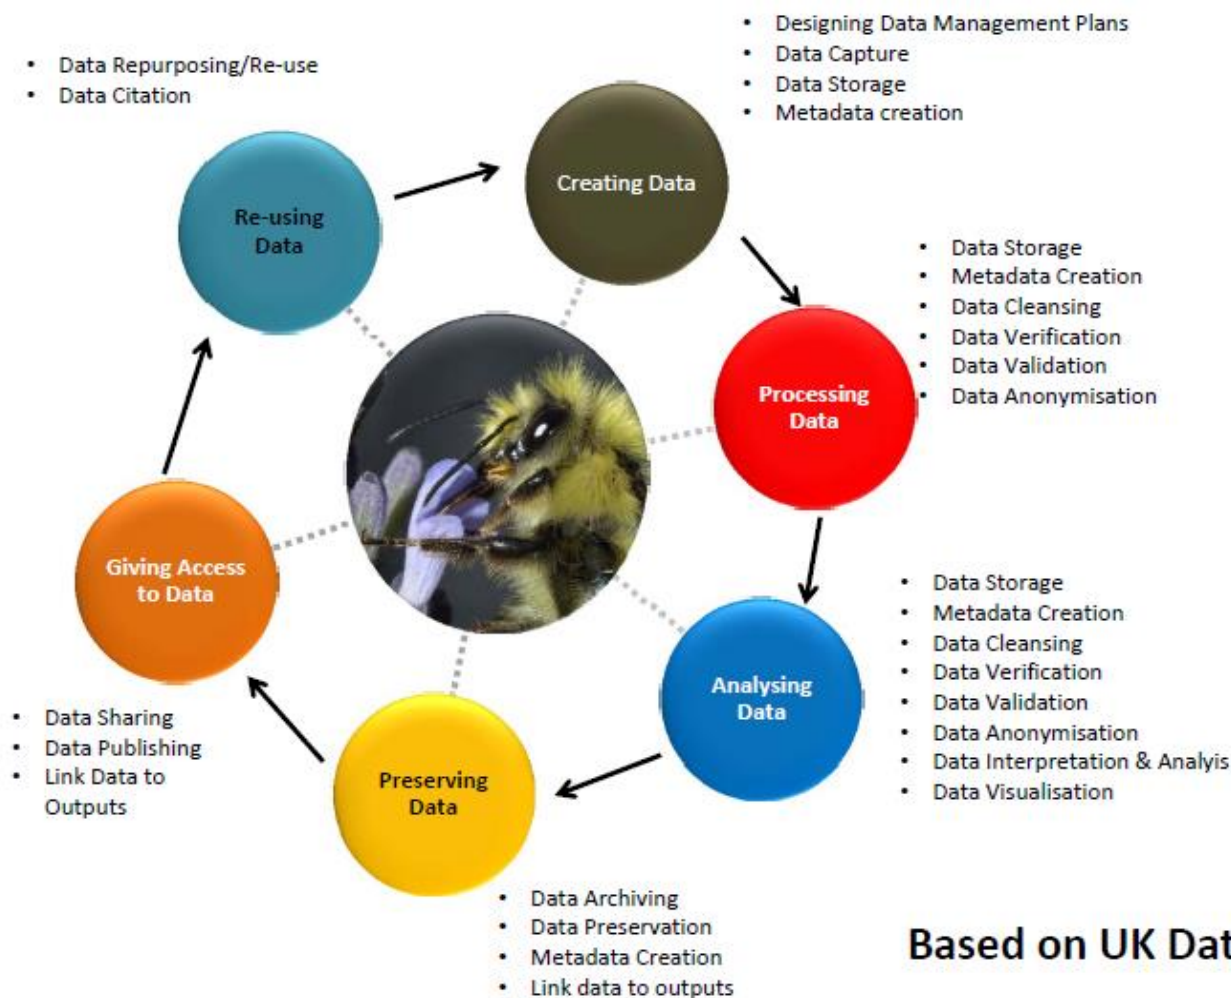 • Data Repurposing/Re-use
• Data Citation
Re-using
Data
• Designing Data Management Plans
• Data Capture
• Data Storage
• Metadata creation
Creating Data
• Data Storage
• Metadata Creation
• Data Cleansing
• Data Verification
• Data Validation
• Data Anonymisation
Processing
Data
• Data Storage
• Metadata Creation
• Data Cleansing
• Data Verification
• Data Validation
• Data Anonymisation
• Data Interpretation & Analyis
• Data Visualisation
Analysing
Data
Preserving
Data
• Data Archiving
• Data Preservation
• Metadata Creation
• Link data to outputs
Giving Access
to Data
• Data Sharing
• Data Publishing
• Link Data to
Outputs
Based on UK Dat